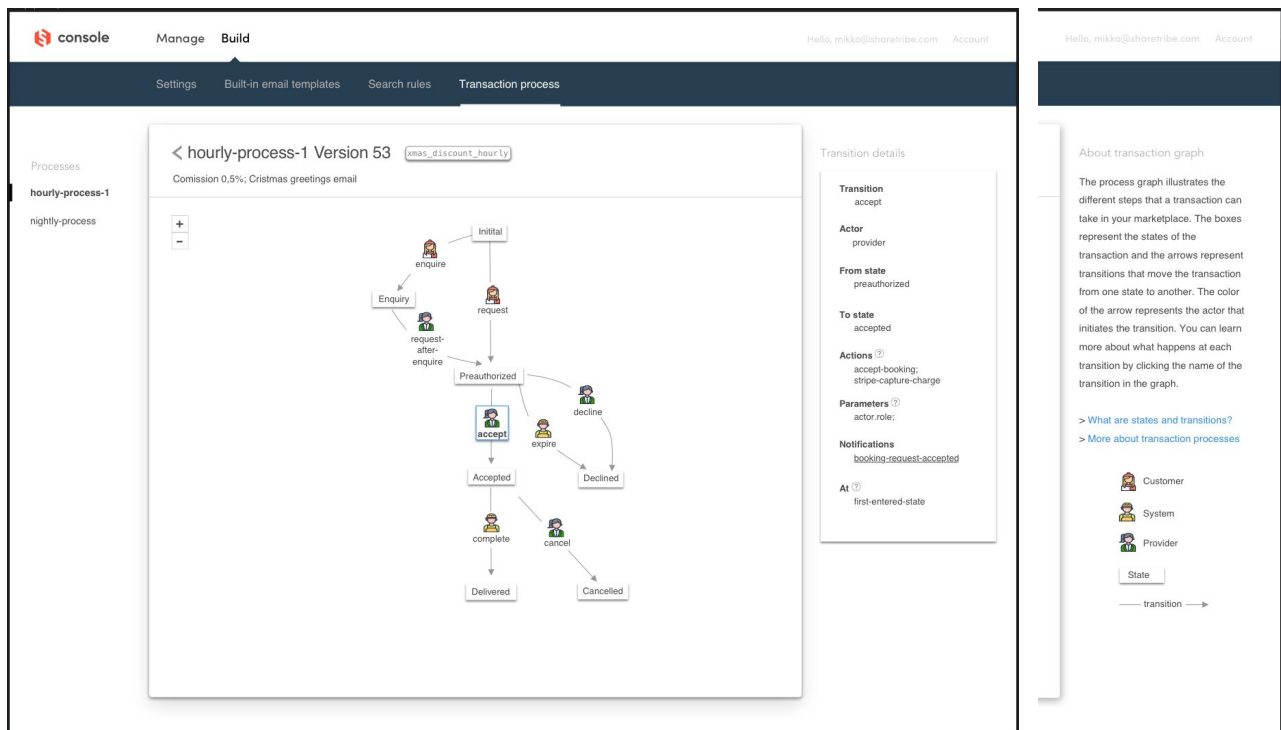 console
Manage Build
Hello, mikko@sharetribe.com Account
Settings Built-in email templates Search rules Transaction process
Processes
hourly-process-1
nightly-process
hourly-process-1 Version 53 xmas_discount_hourly
Comission 0,5%; Cristmas greetings email
+
−
Initital
enquire
Enquiry
request
request-
after-
enquire
Preauthorized
decline
accept
expire
Accepted
Declined
complete
cancel
Delivered
Cancelled
Transition details
Transition
accept
Actor
provider
From state
preauthorized
To state
accepted
Actions ?
accept-booking;
stripe-capture-charge
Parameters ?
actor.role;
Notifications
booking-request-accepted
At ?
first-entered-state
Hello, mikko@sharetribe.com Account
About transaction graph
The process graph illustrates the
different steps that a transaction can
take in your marketplace. The boxes
represent the states of the
transaction and the arrows represent
transitions that move the transaction
from one state to another. The color
of the arrow represents the actor that
initiates the transition. You can learn
more about what happens at each
transition by clicking the name of the
transition in the graph.
> What are states and transitions?
> More about transaction processes
Customer
System
Provider
State
transition